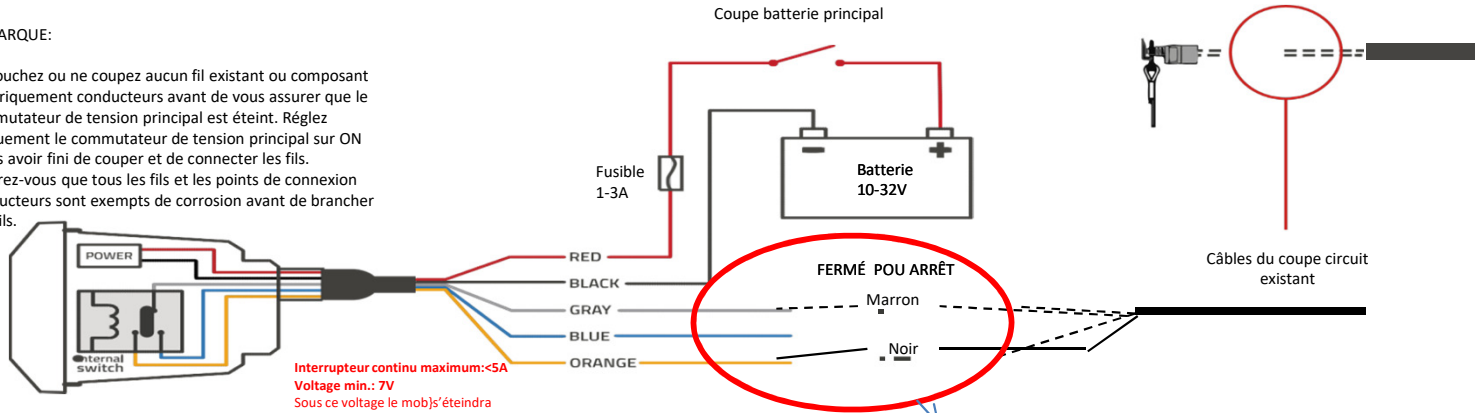 Coupe batterie principal
ARQUE:
ouchez ou ne coupez aucun fil existant ou composant
riquement conducteurs avant de vous assurer que le
mutateur de tension principal est éteint. Réglez
uement le commutateur de tension principal sur ON
s avoir fini de couper et de connecter les fils.
rez-vous que tous les fils et les points de connexion
ucteurs sont exempts de corrosion avant de brancher
ils.
Fusible
1-3A
Batterie
10-32V
POWER
nternal
switch
RED
BLACK
GRAY
BLUE
ORANGE
FERMÉ POU ARRÊT
Marron
Noir
Câbles du coupe circuit
existant
Interrupteur continu maximum:<5A
Voltage min.: 7V
Sous ce voltage le mob}s’éteindra